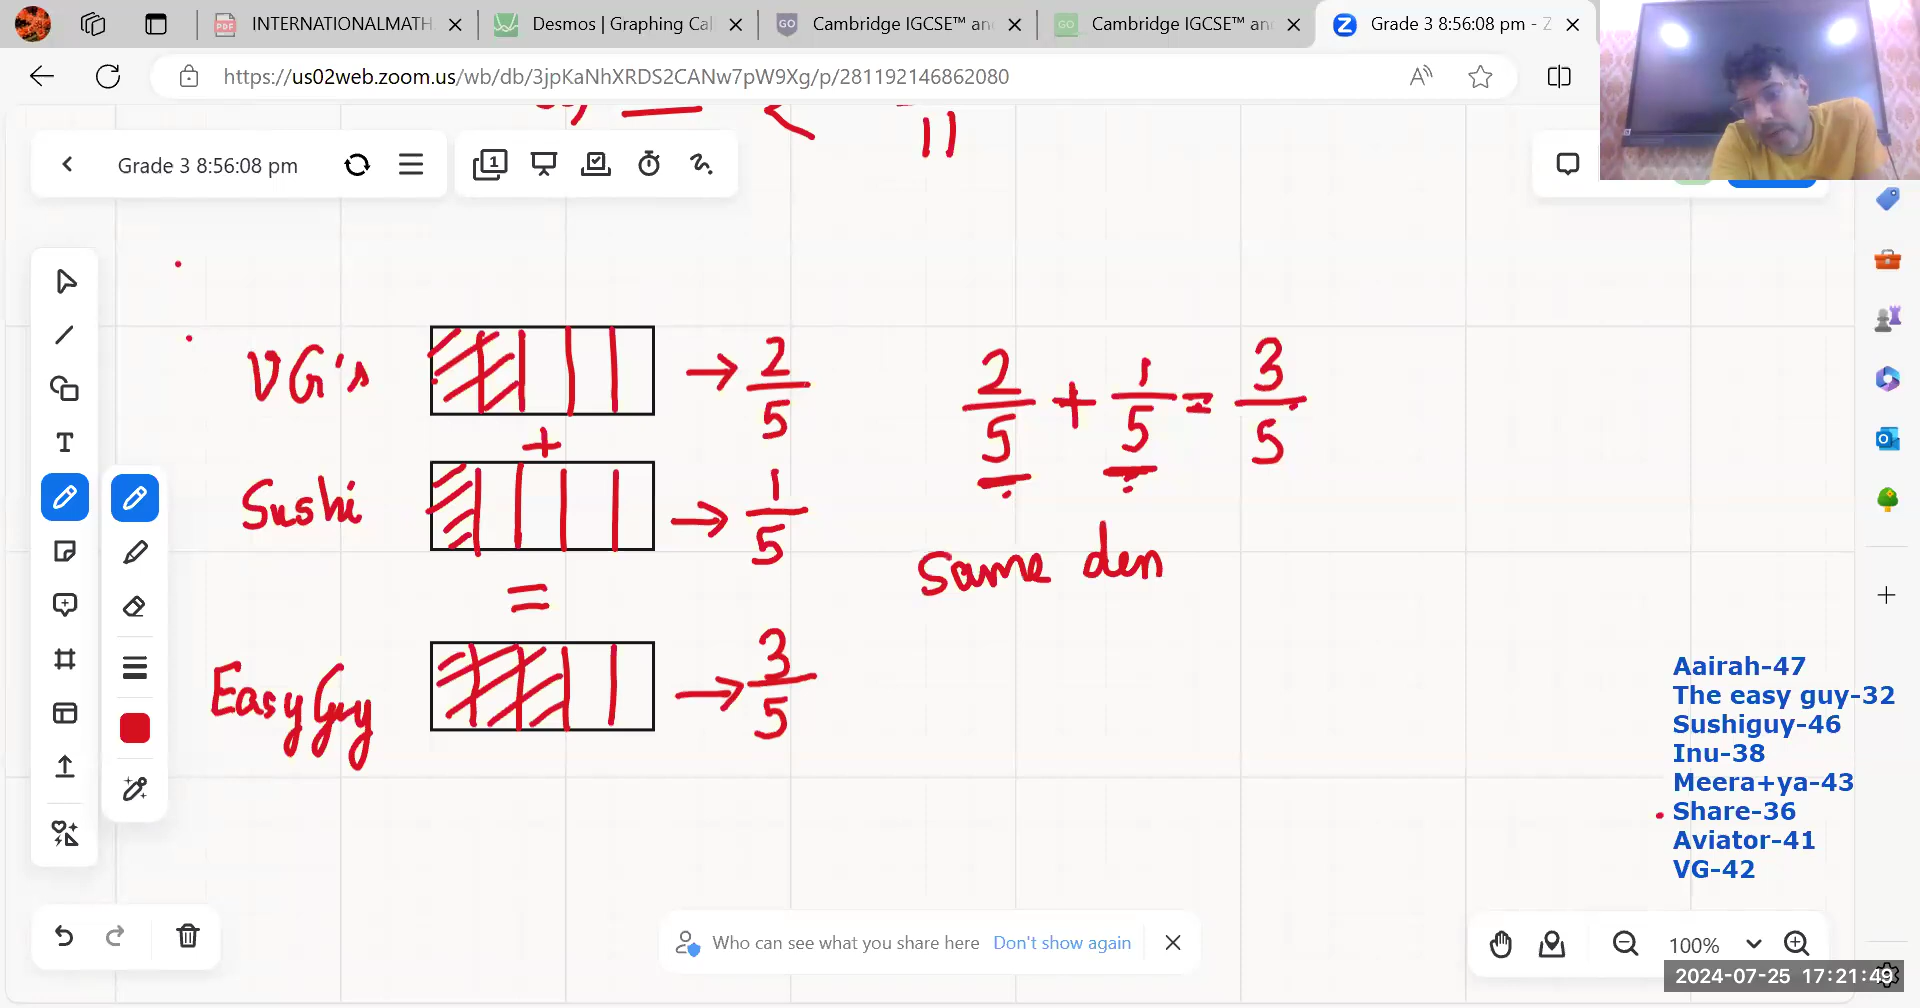 INTERNATIONALMATH
Desmos | Graphing Cal
Cambridge IGCSE™ an
Cambridge IGCSE™ an
Grade 3 8:56:08 pm - Z
https://us02web.zoom.us/wb/db/3jpKaNhXRDS2CANw7pW9Xg/p/281192146862080
11
Grade 3 8:56:08 pm
VG's → 2/5
+
Sushi → 1/5
=
Easy Guy → 3/5
2/5 + 1/5 = 3/5
Same den
Aairah-47
The easy guy-32
Sushiguy-46
Inu-38
Meera+ya-43
Share-36
Aviator-41
VG-42
Who can see what you share here Don't show again
100%
2024-07-25 17:21:49